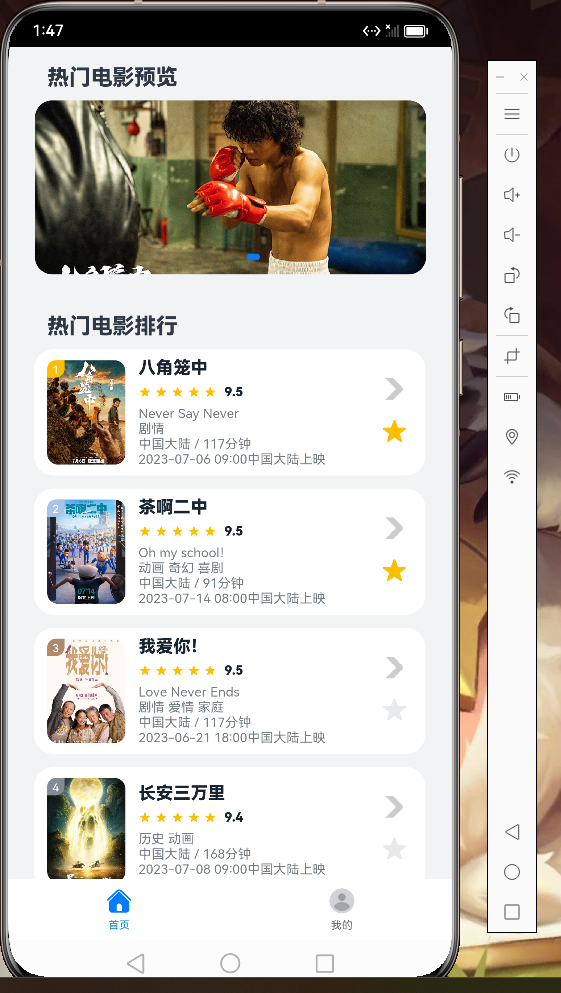 1:47
热门电影预览
热门电影排行
1
八角笼中
9.5
Never Say Never
剧情
中国大陆 / 117分钟
2023-07-06 09:00中国大陆上映
2
茶啊二中
茶啊二中
9.5
Oh my school!
动画 奇幻 喜剧
中国大陆 / 91分钟
2023-07-14 08:00中国大陆上映
3
我爱你!
我爱你!
9.5
Love Never Ends
剧情 爱情 家庭
中国大陆 / 117分钟
2023-06-21 18:00中国大陆上映
4
长安三万里
9.4
历史 动画
中国大陆 / 168分钟
2023-07-08 09:00中国大陆上映
首页
我的